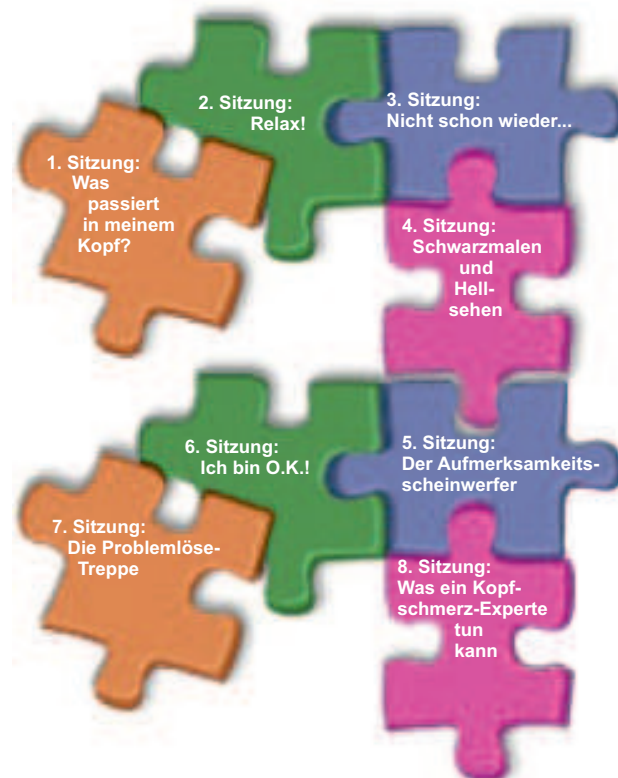 1. Sitzung:
Was
passiert
in meinem
Kopf?
2. Sitzung:
Relax!
3. Sitzung:
Nicht schon wieder...
4. Sitzung:
Schwarzmalen
und
Hell-
sehen
5. Sitzung:
Der Aufmerksamkeits-
scheinwerfer
6. Sitzung:
Ich bin O.K.!
7. Sitzung:
Die Problemlöse-
Treppe
8. Sitzung:
Was ein Kopf-
schmerz-Experte
tun
kann